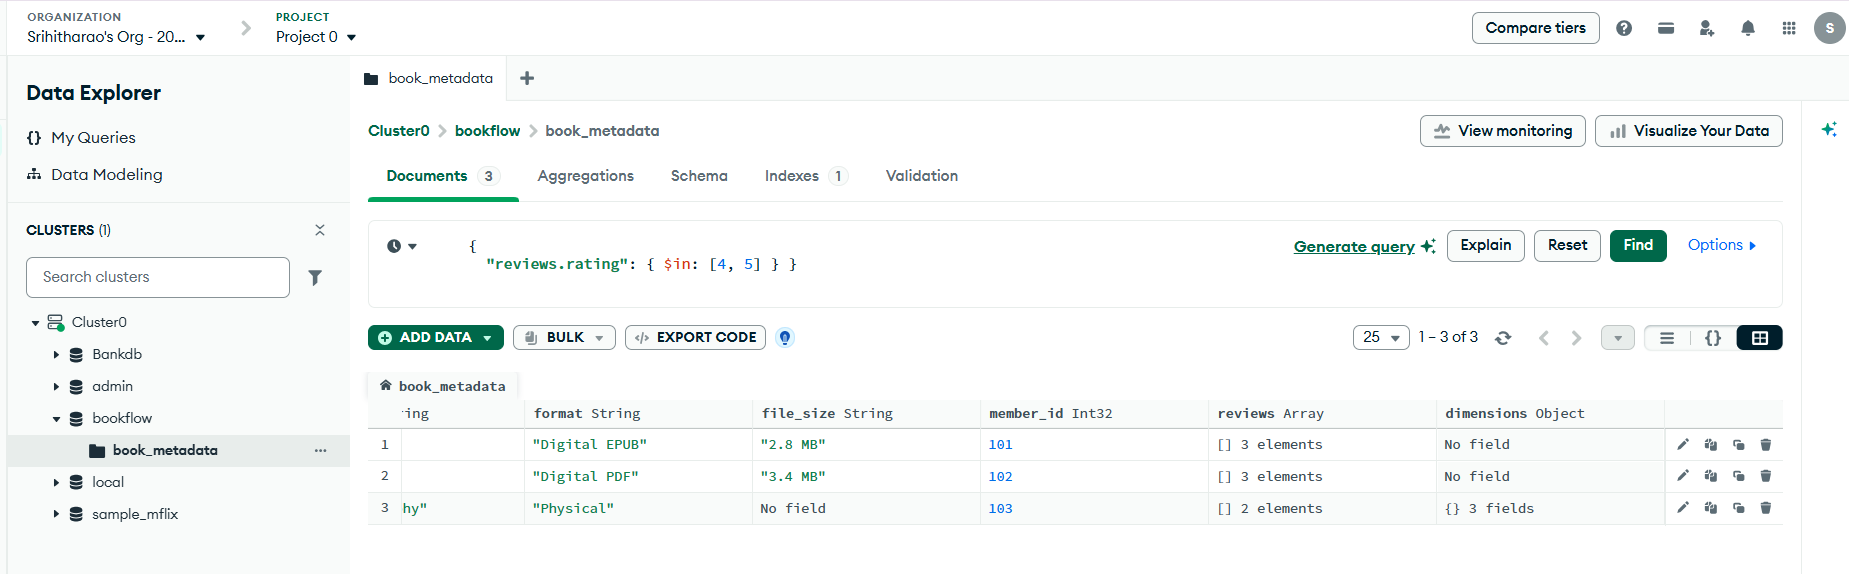 ORGANIZATION
Srihitharao's Org - 20...
PROJECT
Project 0
Compare tiers
S
Data Explorer
My Queries
Data Modeling
CLUSTERS (1)
Search clusters
Cluster0
Bankdb
admin
bookflow
book_metadata
local
sample_mflix
book_metadata
Cluster0 > bookflow > book_metadata
View monitoring
Visualize Your Data
Documents 3
Aggregations
Schema
Indexes 1
Validation
{
"reviews.rating": { $in: [4, 5] } }
Generate query
Explain
Reset
Find
Options
ADD DATA
BULK
EXPORT CODE
25
1 – 3 of 3
book_metadata
ring format String file_size String member_id Int32 reviews Array dimensions Object
1 "Digital EPUB" "2.8 MB" 101 [] 3 elements No field
2 "Digital PDF" "3.4 MB" 102 [] 3 elements No field
3 hy" "Physical" No field 103 [] 2 elements {} 3 fields